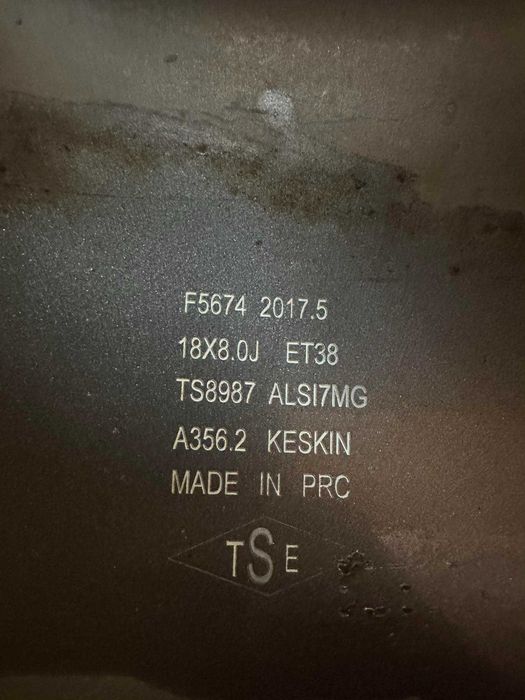 F5674 2017.5
18X8.0J ET38
TS8987 ALSI7MG
A356.2 KESKIN
MADE IN PRC
TSE